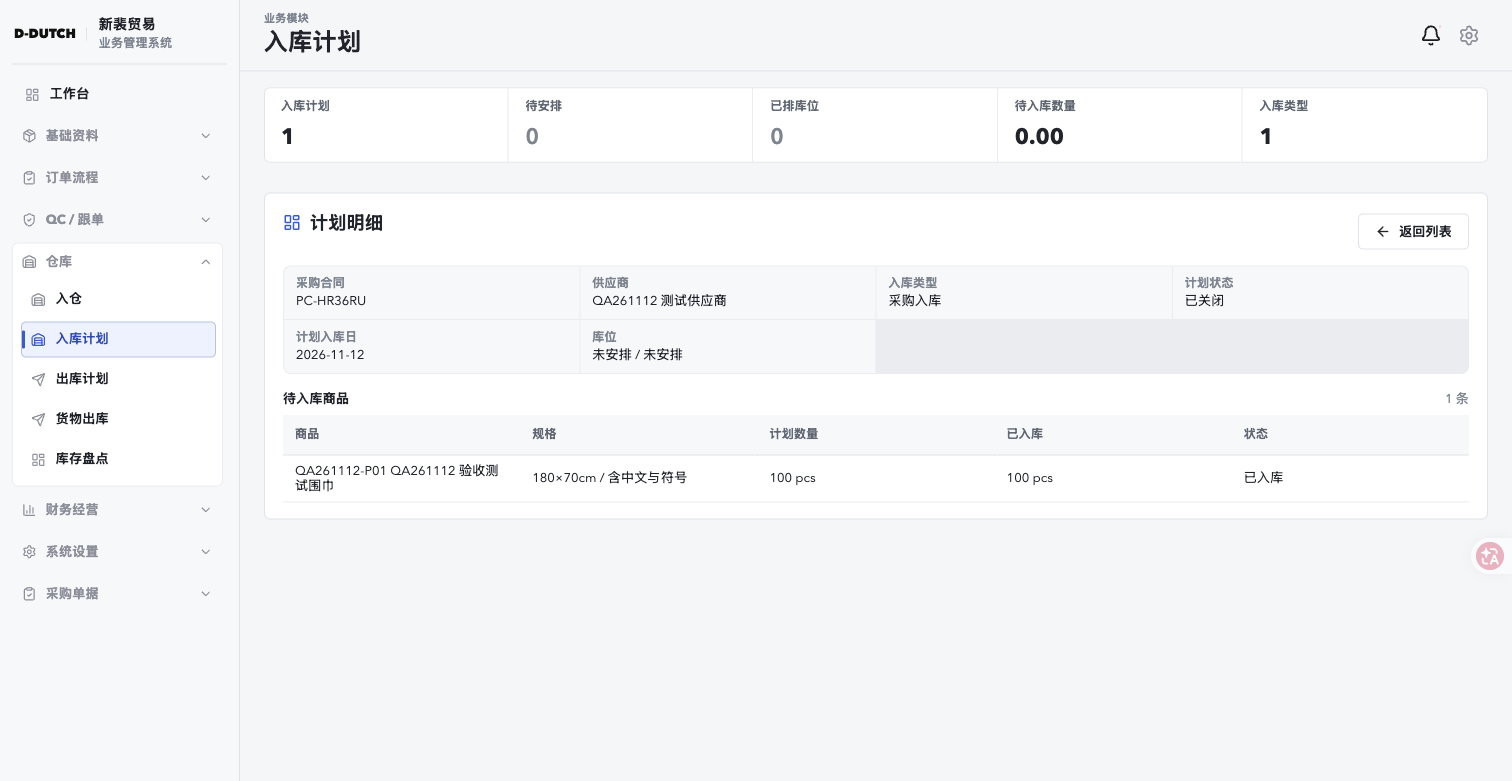 D-DUTCH
新装贸易
业务管理系统
工作台
基础资料
订单流程
QC / 跟单
仓库
入仓
入库计划
出库计划
货物出库
库存盘点
财务经营
系统设置
采购单据
业务模块
入库计划
入库计划
1
待安排
0
已排库位
0
待入库数量
0.00
入库类型
1
计划明细
返回列表
采购合同
PC-HR36RU
供应商
QA261112 测试供应商
入库类型
采购入库
计划状态
已关闭
计划入库日
2026-11-12
库位
未安排 / 未安排
待入库商品
1 条
商品 规格 计划数量 已入库 状态
QA261112-P01 QA261112 验收测
试围巾
180×70cm / 含中文与符号
100 pcs
100 pcs
已入库